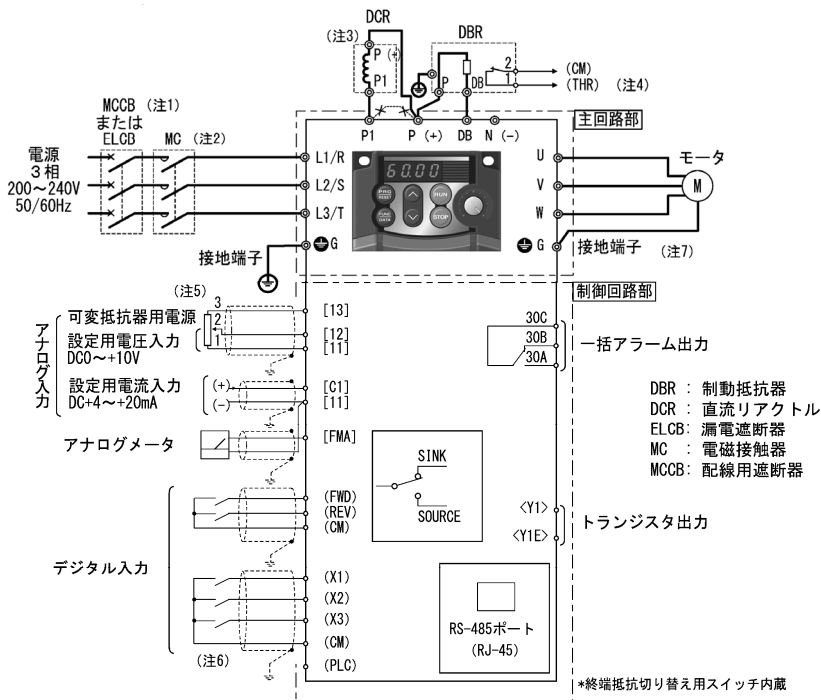 DCR
(注3)
P (+)
P1
DBR
P
DB
2
1
(CM)
(THR) (注4)
MCCB (注1)
または
ELCB
MC (注2)
P1
P (+)
DB
N (-)
主回路部
電源
3相
200~240V
50/60Hz
L1/R
L2/S
L3/T
G
接地端子
60.00
PRG
RESET
FUNC
DATA
RUN
STOP
U
V
W
G
モータ
M
接地端子 (注7)
制御回路部
アナログ入力
(注5)
可変抵抗器用電源
設定用電圧入力
DC0~+10V
3
2
1
[13]
[12]
[11]
設定用電流入力
DC+4~+20mA
(+)
(-)
[C1]
[11]
アナログメータ
[FMA]
デジタル入力
(FWD)
(REV)
(CM)
(X1)
(X2)
(X3)
(CM)
(PLC)
(注6)
SINK
SOURCE
30C
30B
30A
一括アラーム出力
DBR : 制動抵抗器
DCR : 直流リアクトル
ELCB: 漏電遮断器
MC : 電磁接触器
MCCB: 配線用遮断器
<Y1>
<Y1E>
トランジスタ出力
RS-485ポート
(RJ-45)
*終端抵抗切り替え用スイッチ内蔵